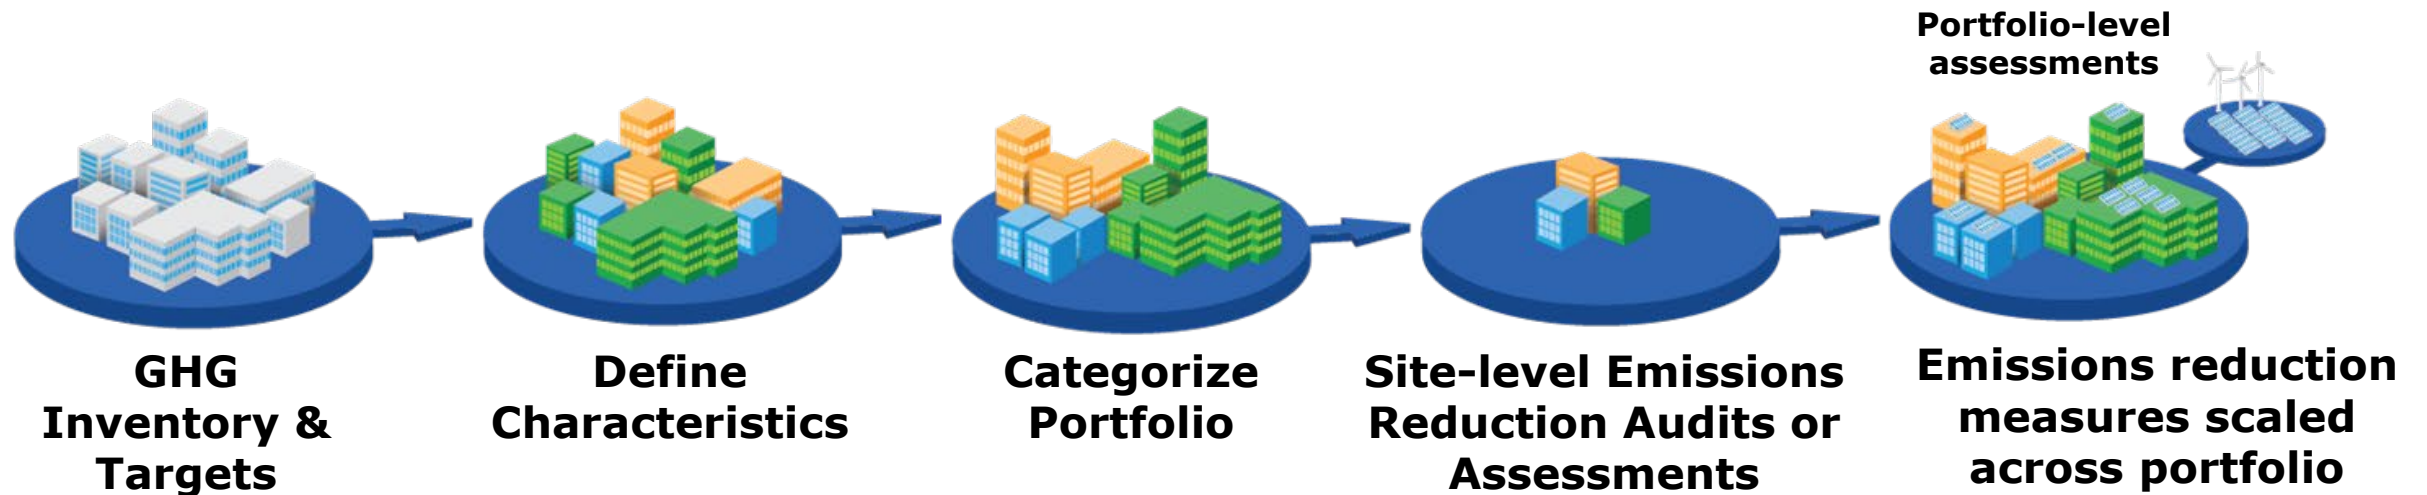 Portfolio-level
assessments
GHG
Inventory &
Targets
Define
Characteristics
Categorize
Portfolio
Site-level Emissions
Reduction Audits or
Assessments
Emissions reduction
measures scaled
across portfolio